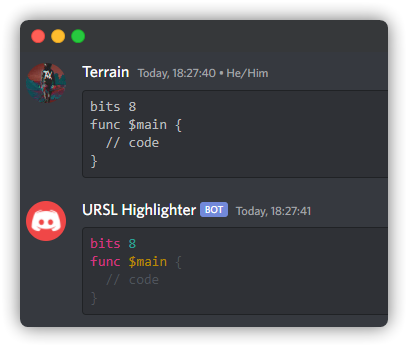 Terrain Today, 18:27:40 • He/Him
bits 8
func $main {
  // code
}
URSL Highlighter BOT Today, 18:27:41
bits 8
func $main {
  // code
}